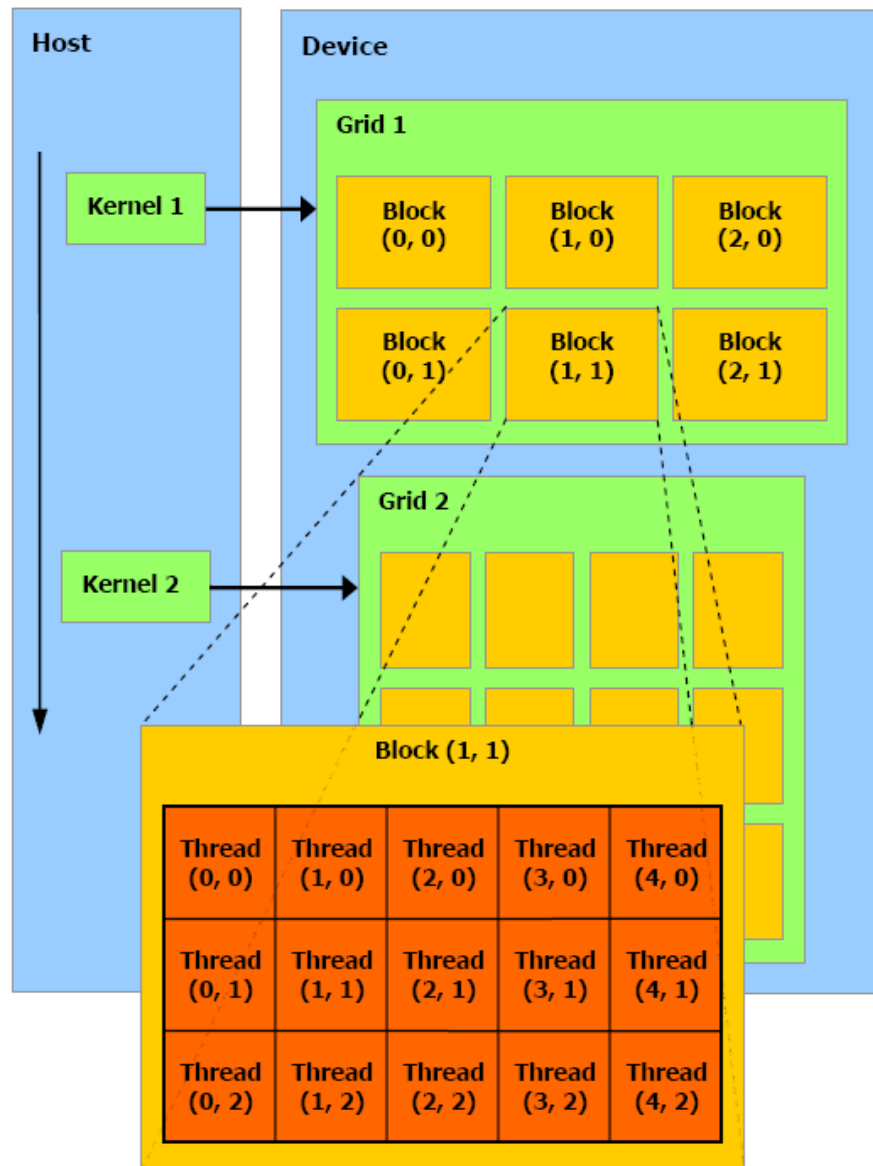 Host
Device
Grid 1
Kernel 1
Block
(0, 0)
Block
(1, 0)
Block
(2, 0)
Block
(0, 1)
Block
(1, 1)
Block
(2, 1)
Grid 2
Kernel 2
Block (1, 1)
Thread
(0, 0)
Thread
(1, 0)
Thread
(2, 0)
Thread
(3, 0)
Thread
(4, 0)
Thread
(0, 1)
Thread
(1, 1)
Thread
(2, 1)
Thread
(3, 1)
Thread
(4, 1)
Thread
(0, 2)
Thread
(1, 2)
Thread
(2, 2)
Thread
(3, 2)
Thread
(4, 2)